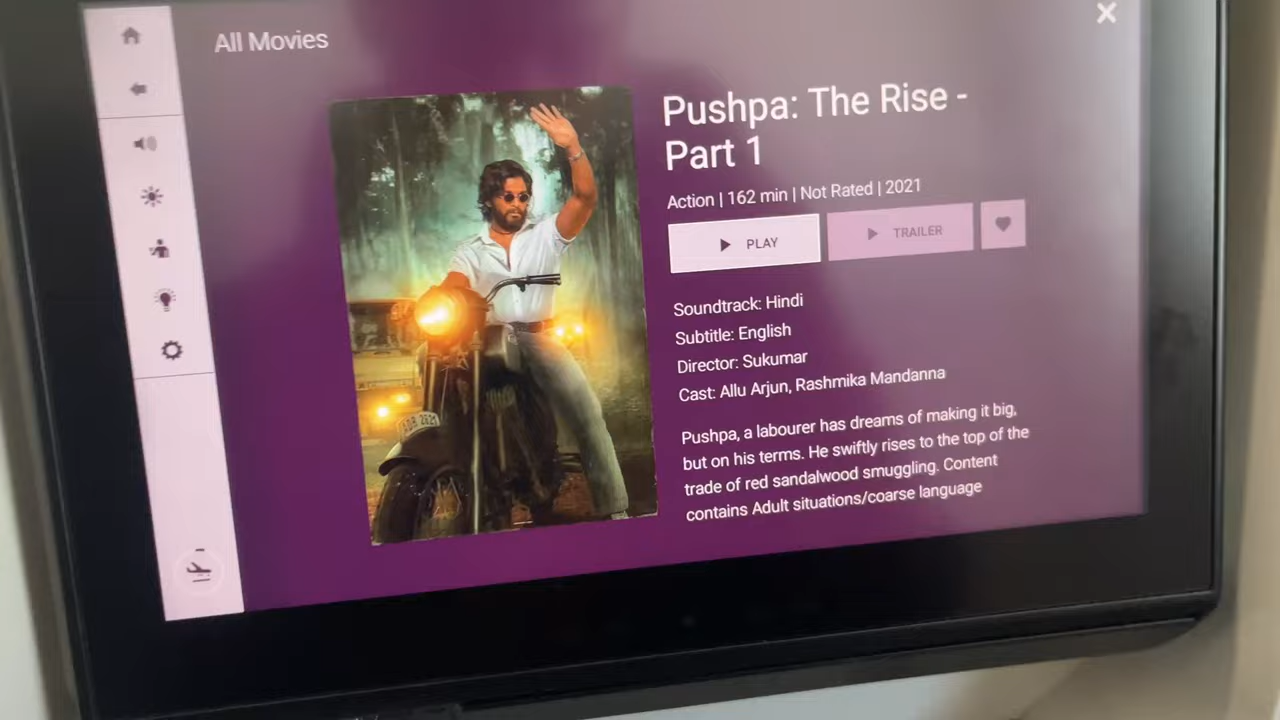 All Movies
Pushpa: The Rise -
Part 1
Action | 162 min | Not Rated | 2021
PLAY
TRAILER
Soundtrack: Hindi
Subtitle: English
Director: Sukumar
Cast: Allu Arjun, Rashmika Mandanna
Pushpa, a labourer has dreams of making it big,
but on his terms. He swiftly rises to the top of the
trade of red sandalwood smuggling. Content
contains Adult situations/coarse language